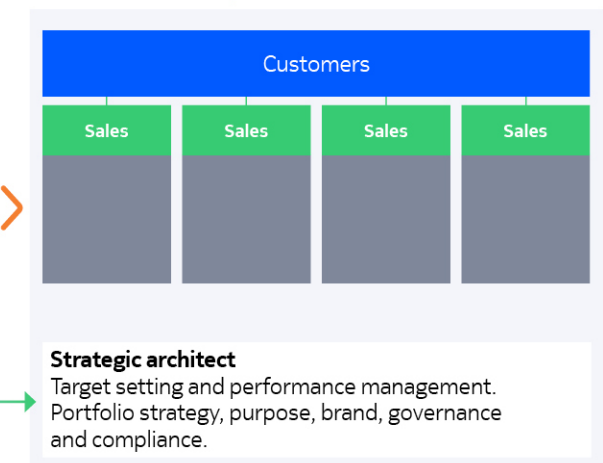 Customers
Sales Sales Sales Sales
Strategic architect
Target setting and performance management.
Portfolio strategy, purpose, brand, governance
and compliance.